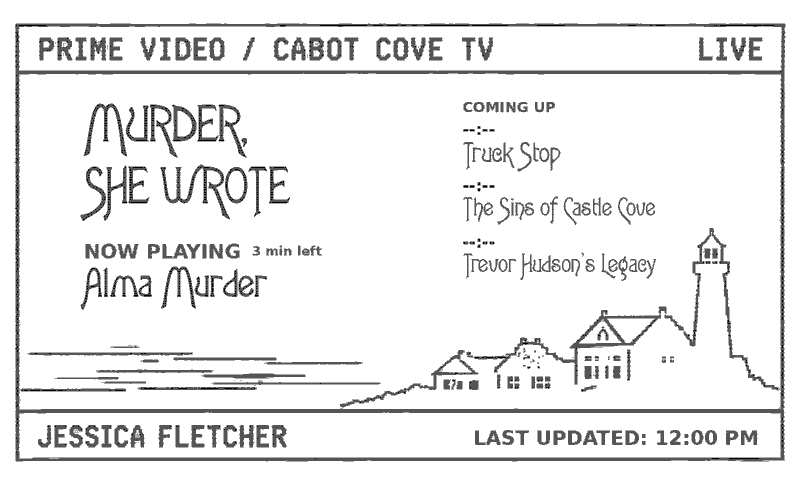 PRIME VIDEO / CABOT COVE TV
LIVE
MURDER,
SHE WROTE
NOW PLAYING 3 min left
Alma Murder
COMING UP
--:--
Truck Stop
--:--
The Sins of Castle Cove
--:--
Trevor Hudson's Legacy
JESSICA FLETCHER
LAST UPDATED: 12:00 PM